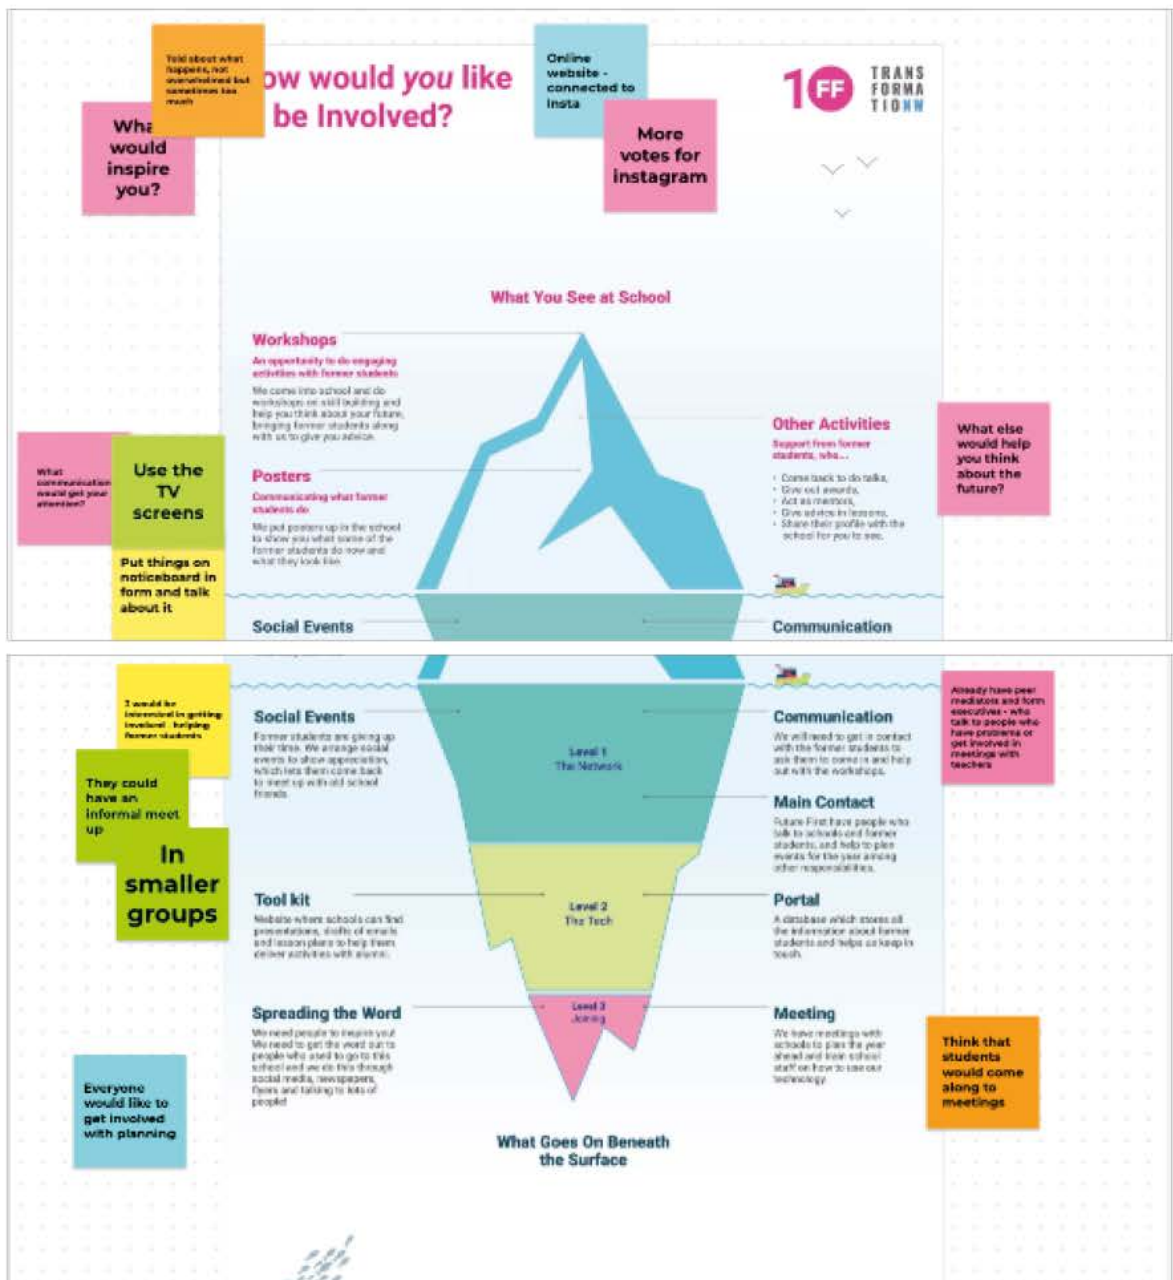 Told about what
happens, not
overwhelmed but
sometimes too
much
What
would
inspire
you?
ow would you like
be Involved?
Online
website -
connected to
Insta
More
votes for
instagram
1 FF
TRANS
FORMA
TIONNW
What You See at School
Workshops
An opportunity to do engaging
activities with former students
We come into school and do
workshops on skill building and
help you think about your future,
bringing former students along
with us to give you advice.
Posters
Communicating what former
students do
We put posters up in the school
to show you what some of the
former students do now and
what they look like.
Other Activities
Support from former
students, who...
• Come back to do talks,
• Give out awards,
• Act as mentors,
• Give advice in lessons,
• Share their profile with the
school for you to see.
What else
would help
you think
about the
future?
What
communication
would get your
attention?
Use the
TV
screens
Put things on
noticeboard in
form and talk
about it
Social Events
Communication
I would be
interested in getting
involved - helping
former students
They could
have an
informal meet
up
In
smaller
groups
Social Events
Former students are giving up
their time. We arrange social
events to show appreciation,
which lets them come back
to meet up with old school
friends.
Level 1
The Network
Communication
We will need to get in contact
with the former students to
ask them to come in and help
out with the workshops.
Already have peer
mediators and form
executives - who
talk to people who
have problems or
get involved in
meetings with
teachers
Main Contact
Future First have people who
talk to schools and former
students, and help to plan
events for the year among
other responsibilities.
Tool kit
Website where schools can find
presentations, drafts of emails
and lesson plans to help them
deliver activities with alumni.
Level 2
The Tech
Portal
A database which stores all
the information about former
students and helps us keep in
touch.
Spreading the Word
We need people to inspire you!
We need to get the word out to
people who used to go to this
school and we do this through
social media, newspapers,
flyers and talking to lots of
people!
Level 3
Joining
Meeting
We have meetings with
schools to plan the year
ahead and train school
staff on how to use our
technology.
Everyone
would like to
get involved
with planning
Think that
students
would come
along to
meetings
What Goes On Beneath
the Surface